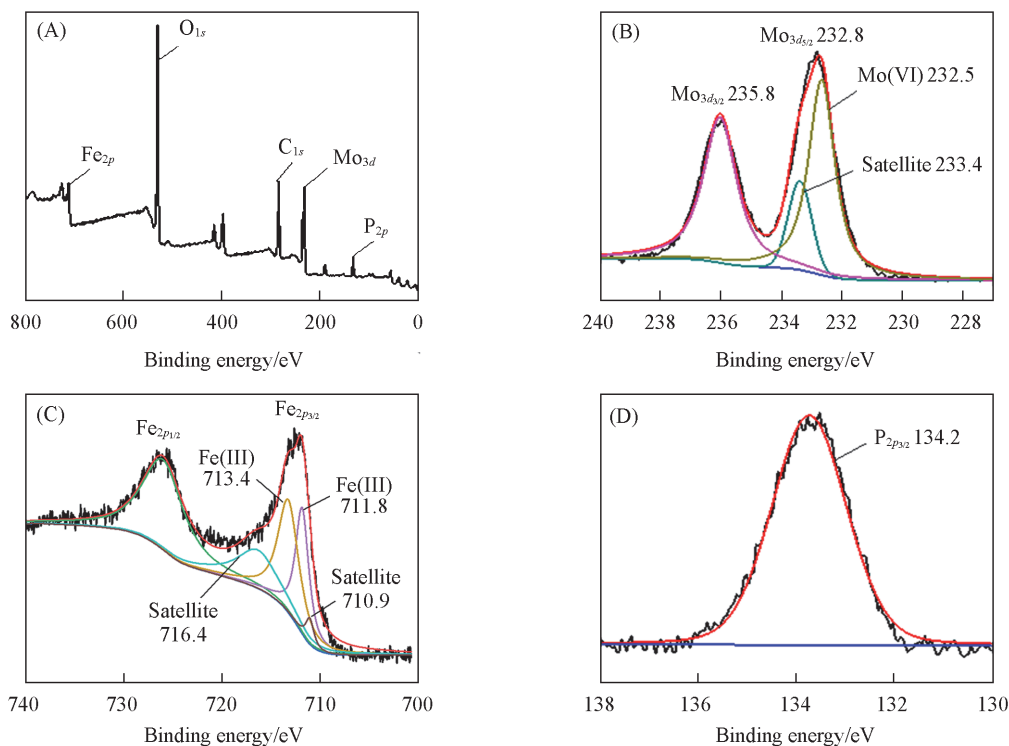 (A)
O1s
Fe2p
C1s
Mo3d
P2p
800 600 400 200 0
Binding energy/eV
(B)
Mo3d5/2 232.8
Mo3d3/2 235.8
Mo(VI) 232.5
Satellite 233.4
240 238 236 234 232 230 228
Binding energy/eV
(C)
Fe2p1/2
Fe2p3/2
Fe(III)
713.4
Fe(III)
711.8
Satellite
710.9
Satellite
716.4
740 730 720 710 700
Binding energy/eV
(D)
P2p3/2 134.2
138 136 135 134 133 132 131 130
Binding energy/eV